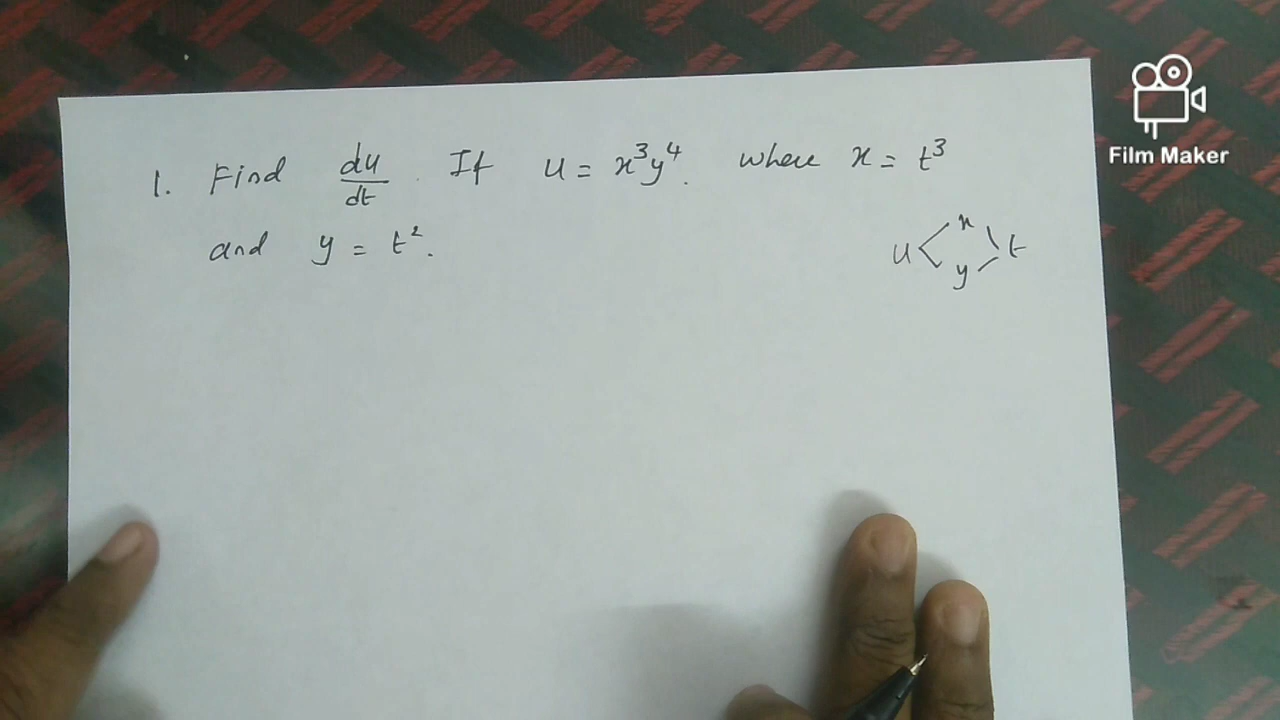 1. Find du/dt. If u = x³y⁴. where x = t³
and y = t².
u < x y > t
Film Maker